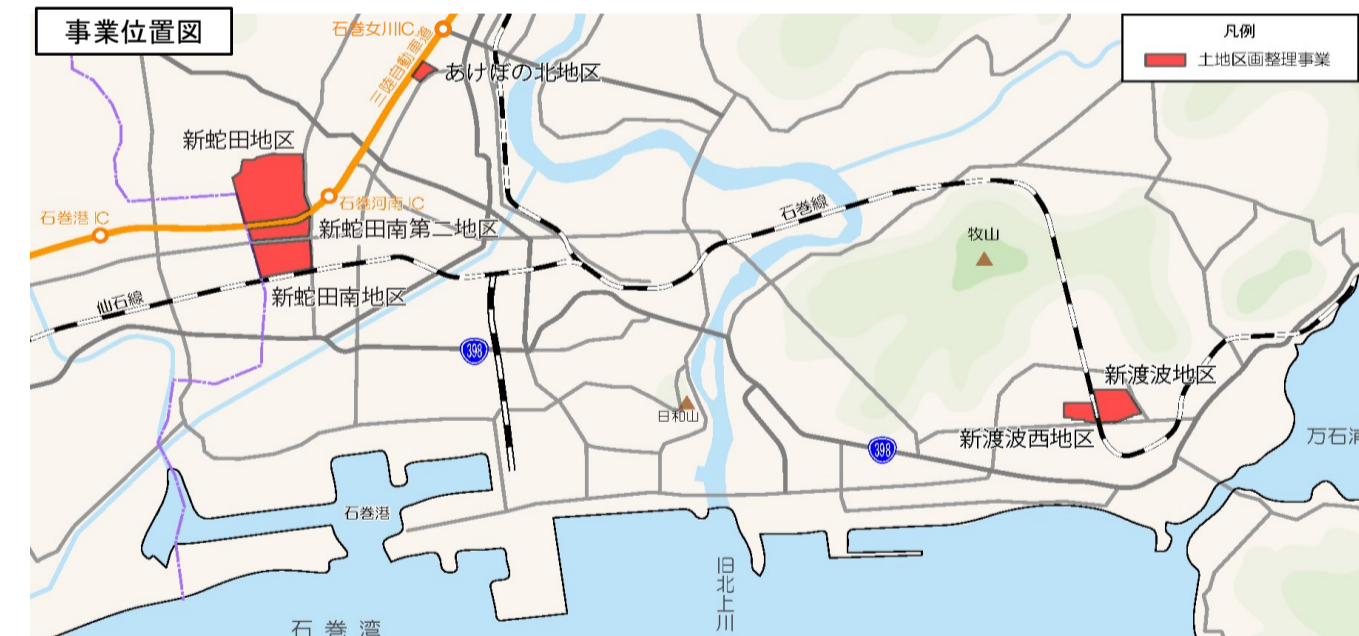 事業位置図
石巻女川IC
凡例
土地区画整理事業
三陸自動車道
あけぼの北地区
新蛇田地区
石巻河南IC
石巻港IC
新蛇田南第二地区
石巻線
牧山
仙石線
新蛇田南地区
398
新渡波地区
日和山
新渡波西地区
398
万石浦
石巻港
旧北上川
石巻湾